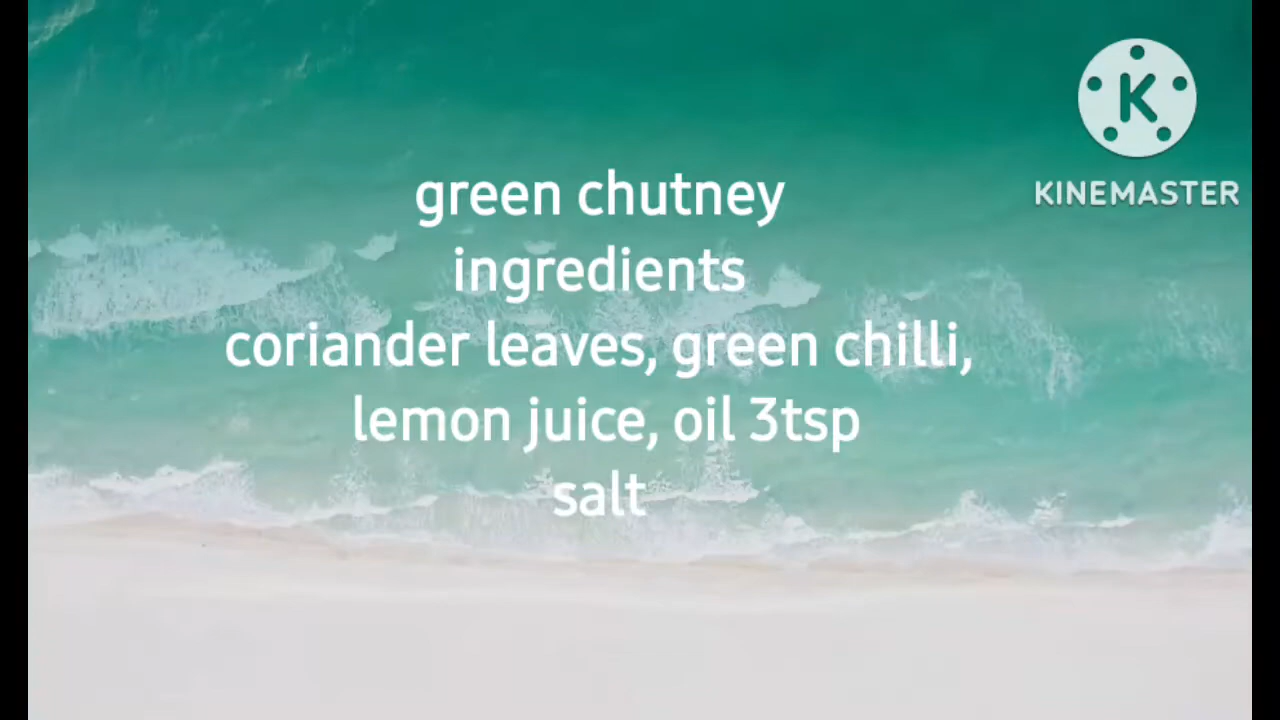 K
KINEMASTER
green chutney
ingredients
coriander leaves, green chilli,
lemon juice, oil 3tsp
salt